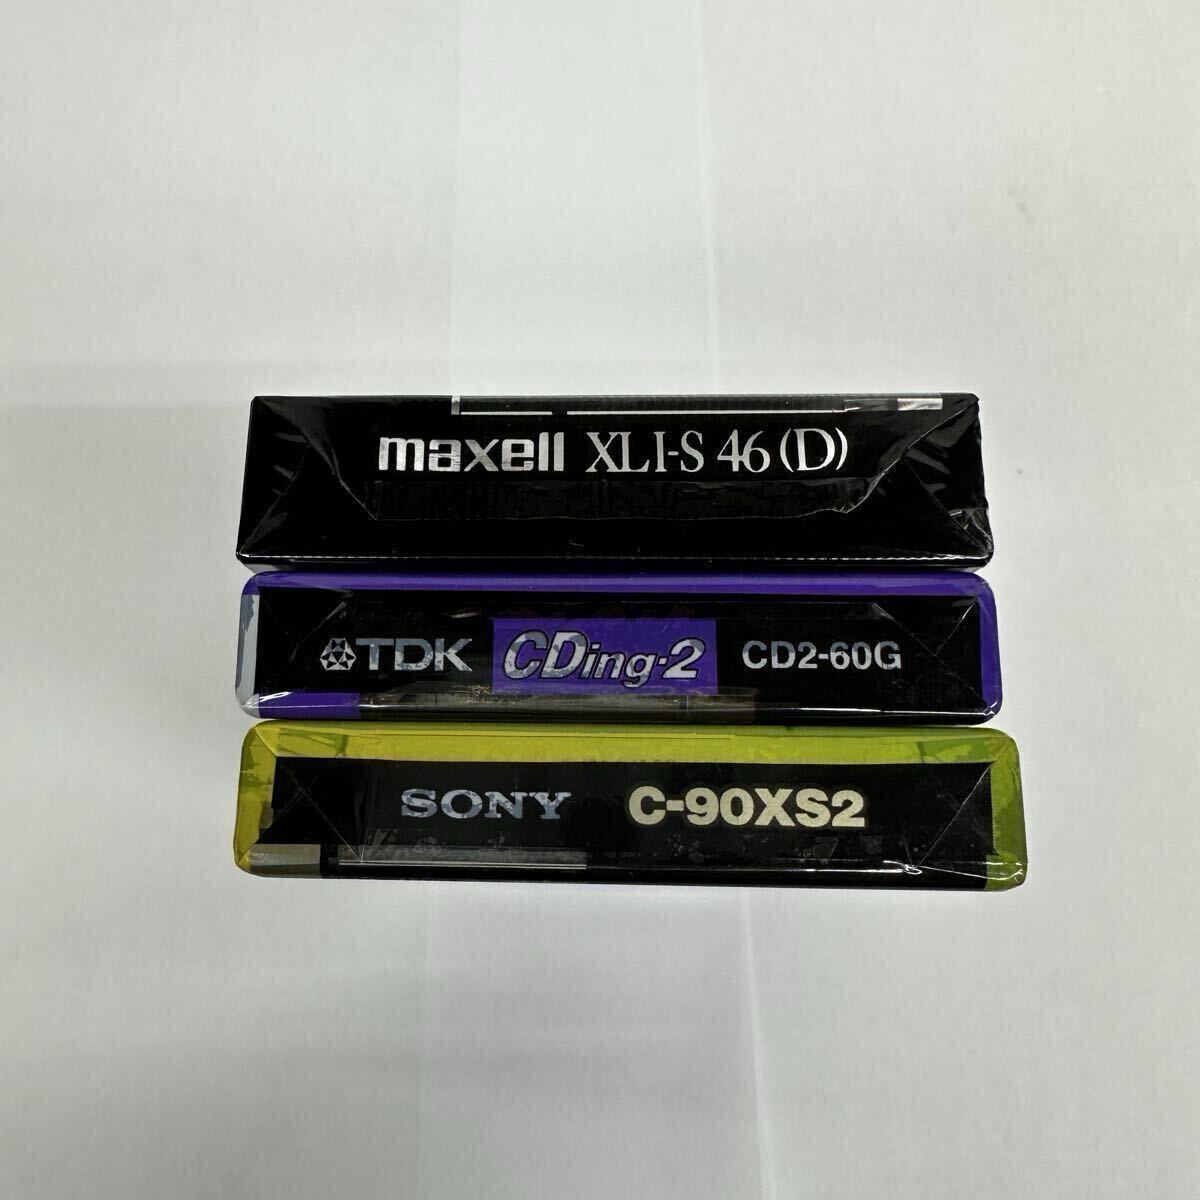 maxell XLI-S 46 (D)
TDK CDing-2 CD2-60G
SONY C-90XS2